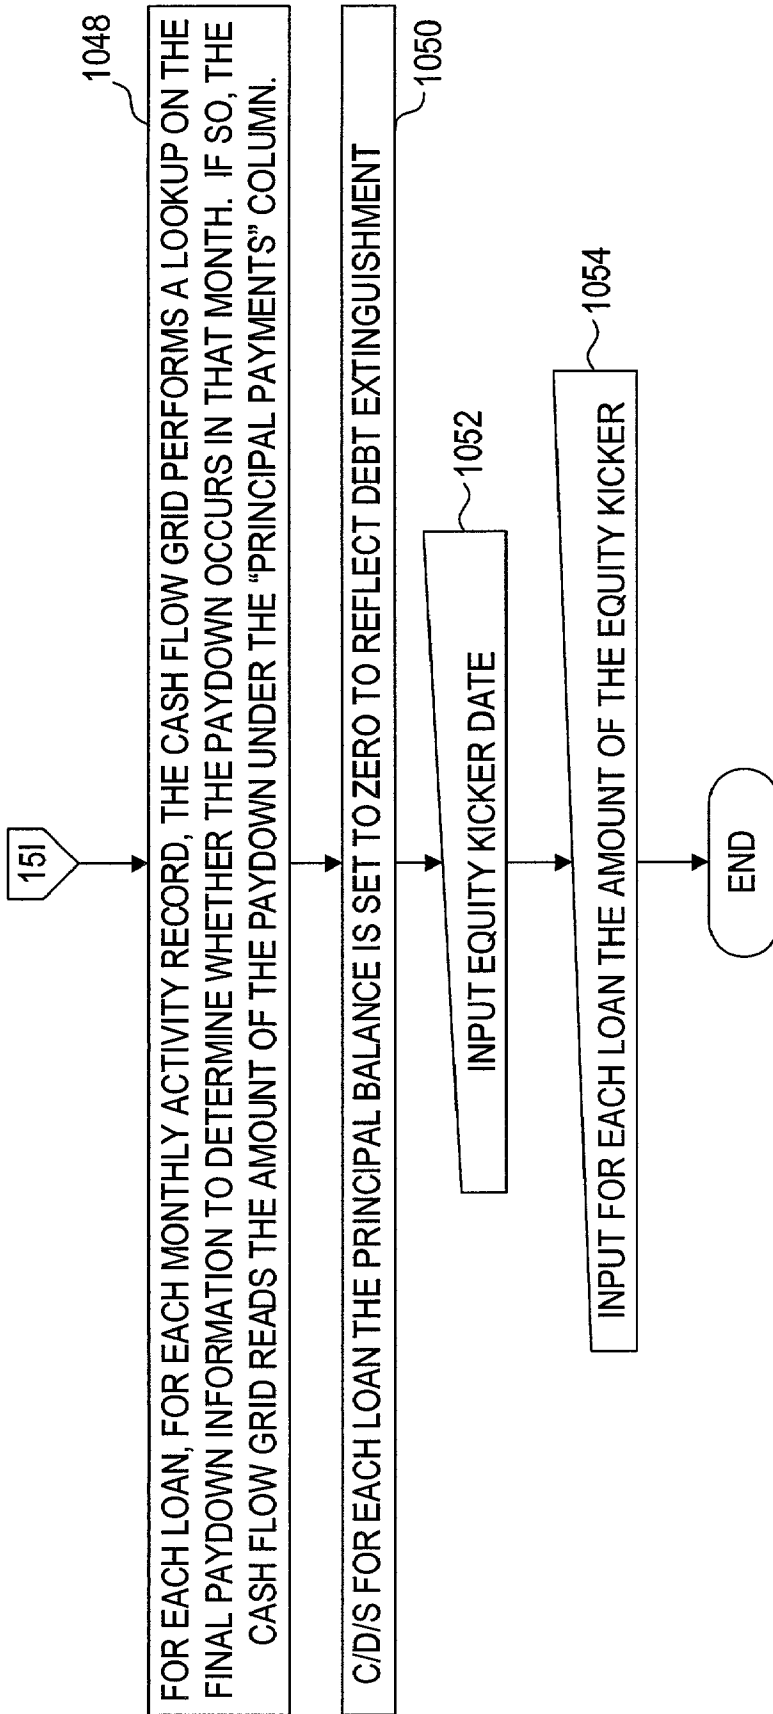 15I
FOR EACH LOAN, FOR EACH MONTHLY ACTIVITY RECORD, THE CASH FLOW GRID PERFORMS A LOOKUP ON THE
FINAL PAYDOWN INFORMATION TO DETERMINE WHETHER THE PAYDOWN OCCURS IN THAT MONTH. IF SO, THE
CASH FLOW GRID READS THE AMOUNT OF THE PAYDOWN UNDER THE "PRINCIPAL PAYMENTS" COLUMN.
1048
C/D/S FOR EACH LOAN THE PRINCIPAL BALANCE IS SET TO ZERO TO REFLECT DEBT EXTINGUISHMENT
1050
INPUT EQUITY KICKER DATE
1052
INPUT FOR EACH LOAN THE AMOUNT OF THE EQUITY KICKER
1054
END